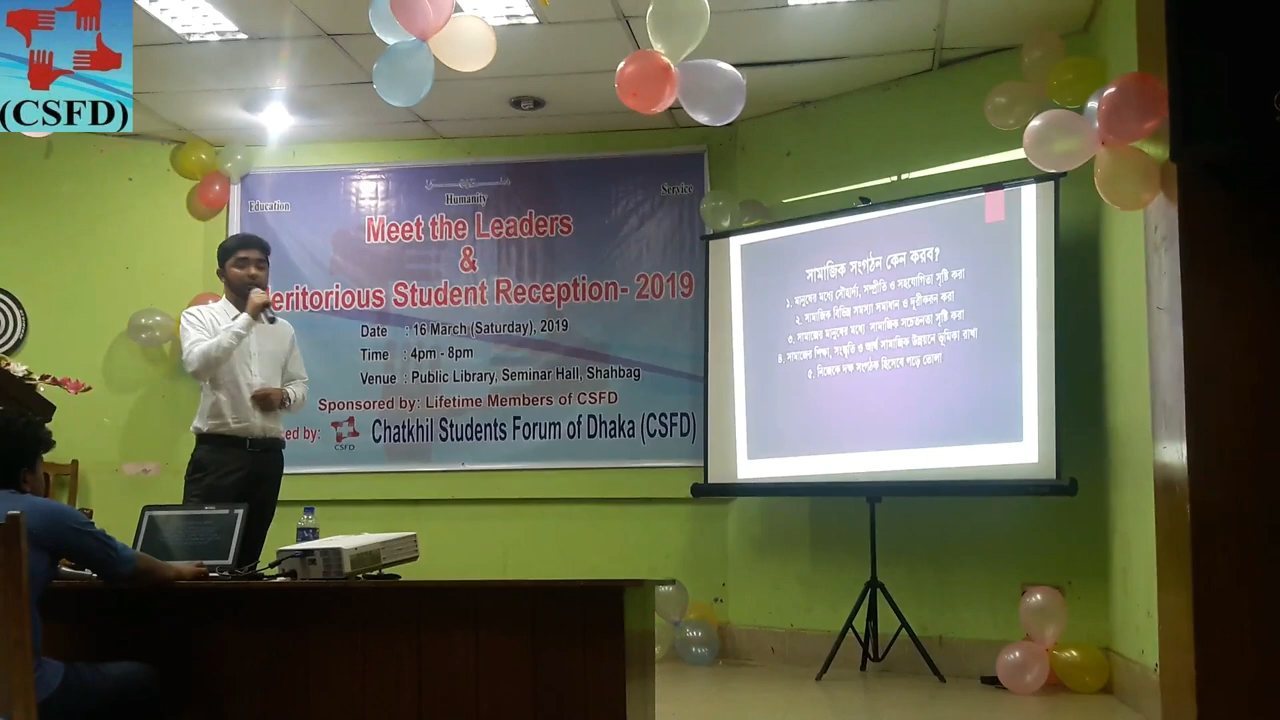 (CSFD)
Education
Humanity
Service
Meet the Leaders
&
eritorious Student Reception- 2019
Date : 16 March (Saturday), 2019
Time : 4pm - 8pm
Venue : Public Library, Seminar Hall, Shahbag
Sponsored by: Lifetime Members of CSFD
ed by:
CSFD
Chatkhil Students Forum of Dhaka (CSFD)
সামাজিক সংগঠন কেন করব?
১. মানুষের মধ্যে সৌহার্দ্য, সম্প্রীতি ও সহযোগিতা সৃষ্টি করা
২. সামাজিক বিভিন্ন সমস্যা সমাধান ও দূরীকরন করা
৩. সামাজের মানুষের মধ্যে সামাজিক সচেতনতা সৃষ্টি করা
৪. সামাজের শিক্ষা, সংস্কৃতি ও আর্থ সামাজিক উন্নয়নে ভূমিকা রাখা
৫. নিজেকে দক্ষ সংগঠক হিসেবে গড়ে তোলা